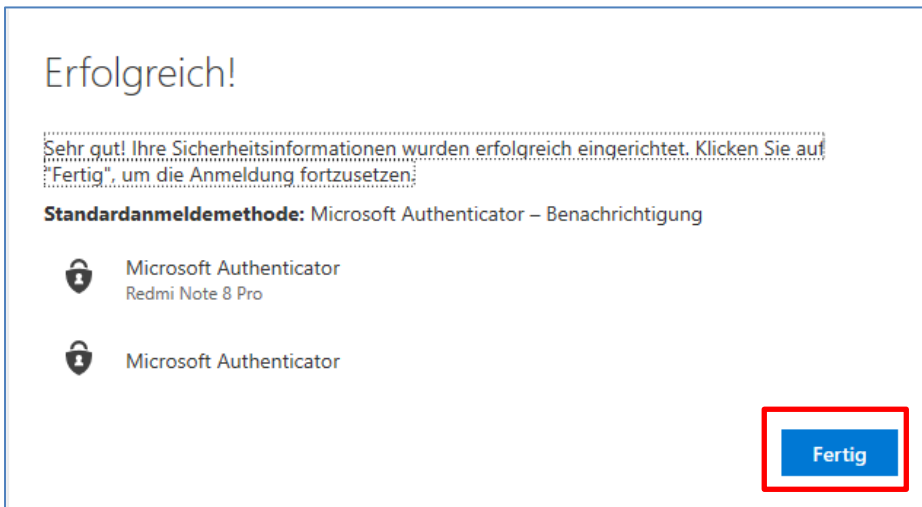 Erfolgreich!
Sehr gut! Ihre Sicherheitsinformationen wurden erfolgreich eingerichtet. Klicken Sie auf
"Fertig", um die Anmeldung fortzusetzen.
Standardanmeldemethode: Microsoft Authenticator – Benachrichtigung
Microsoft Authenticator
Redmi Note 8 Pro
Microsoft Authenticator
Fertig